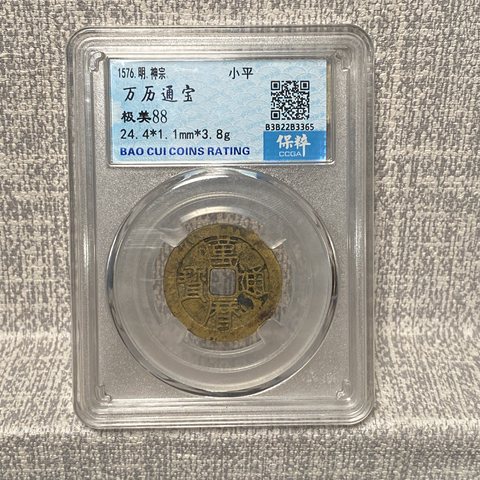 1576.明.神宗 小平
万历通宝
极美88
24.4*1.1mm*3.8g
B3B22B3365
BAO CUI COINS RATING
保粹
CCGA
萬
寶 通
曆